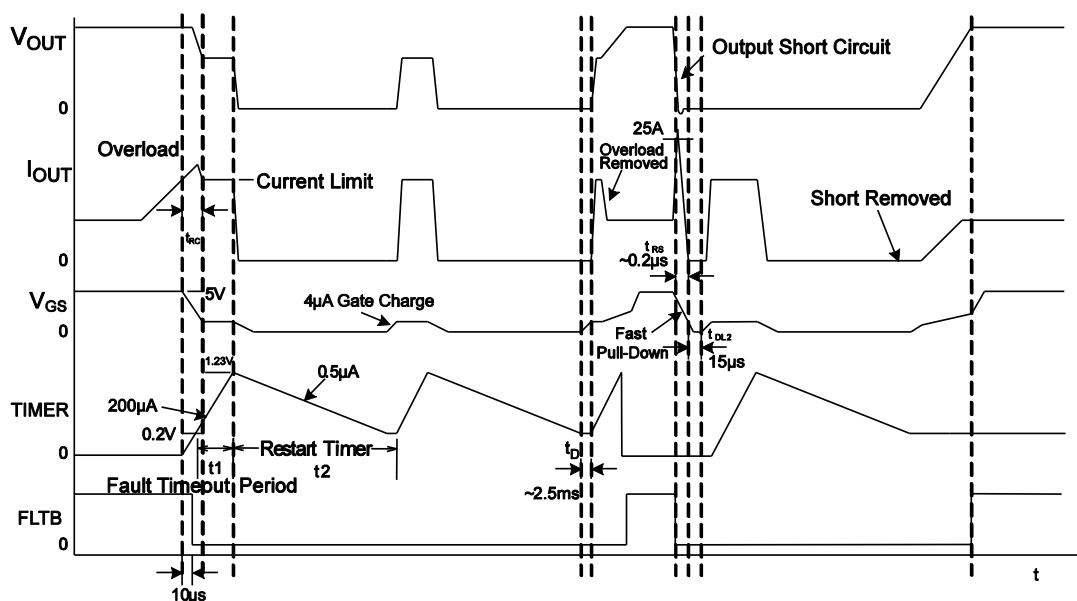 VOUT
Output Short Circuit
0
25A
Overload
Overload
Removed
IOUT
Current Limit
Short Removed
tRC
tRS
~0.2µs
0
VGS
5V
4µA Gate Charge
0
Fast
Pull-Down
tDL2
15µs
1.23V
0.5µA
200µA
TIMER
0.2V
Restart Timer
tD
0
t1
t2
Fault Timeout Period
~2.5ms
FLTB
0
t
10µs